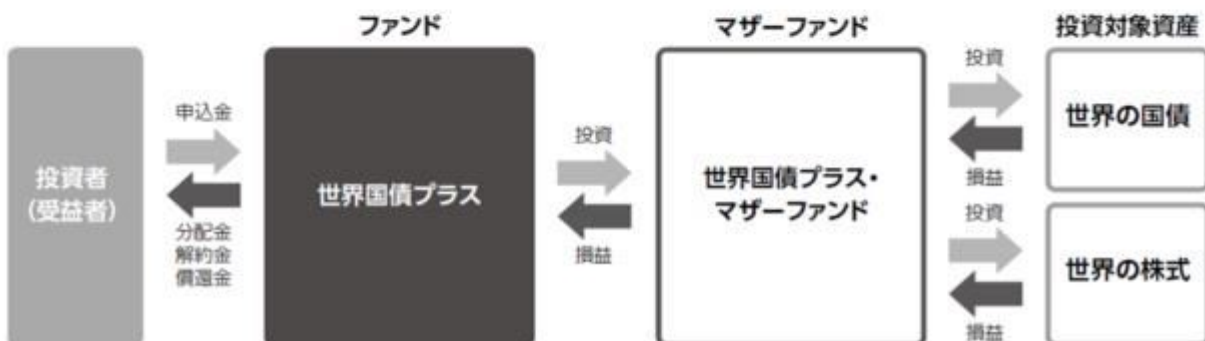 ファンド
マザーファンド
投資対象資産
投資者
(受益者)
申込金
分配金
解約金
償還金
世界国債プラス
投資
損益
世界国債プラス・
マザーファンド
投資
損益
世界の国債
投資
損益
世界の株式